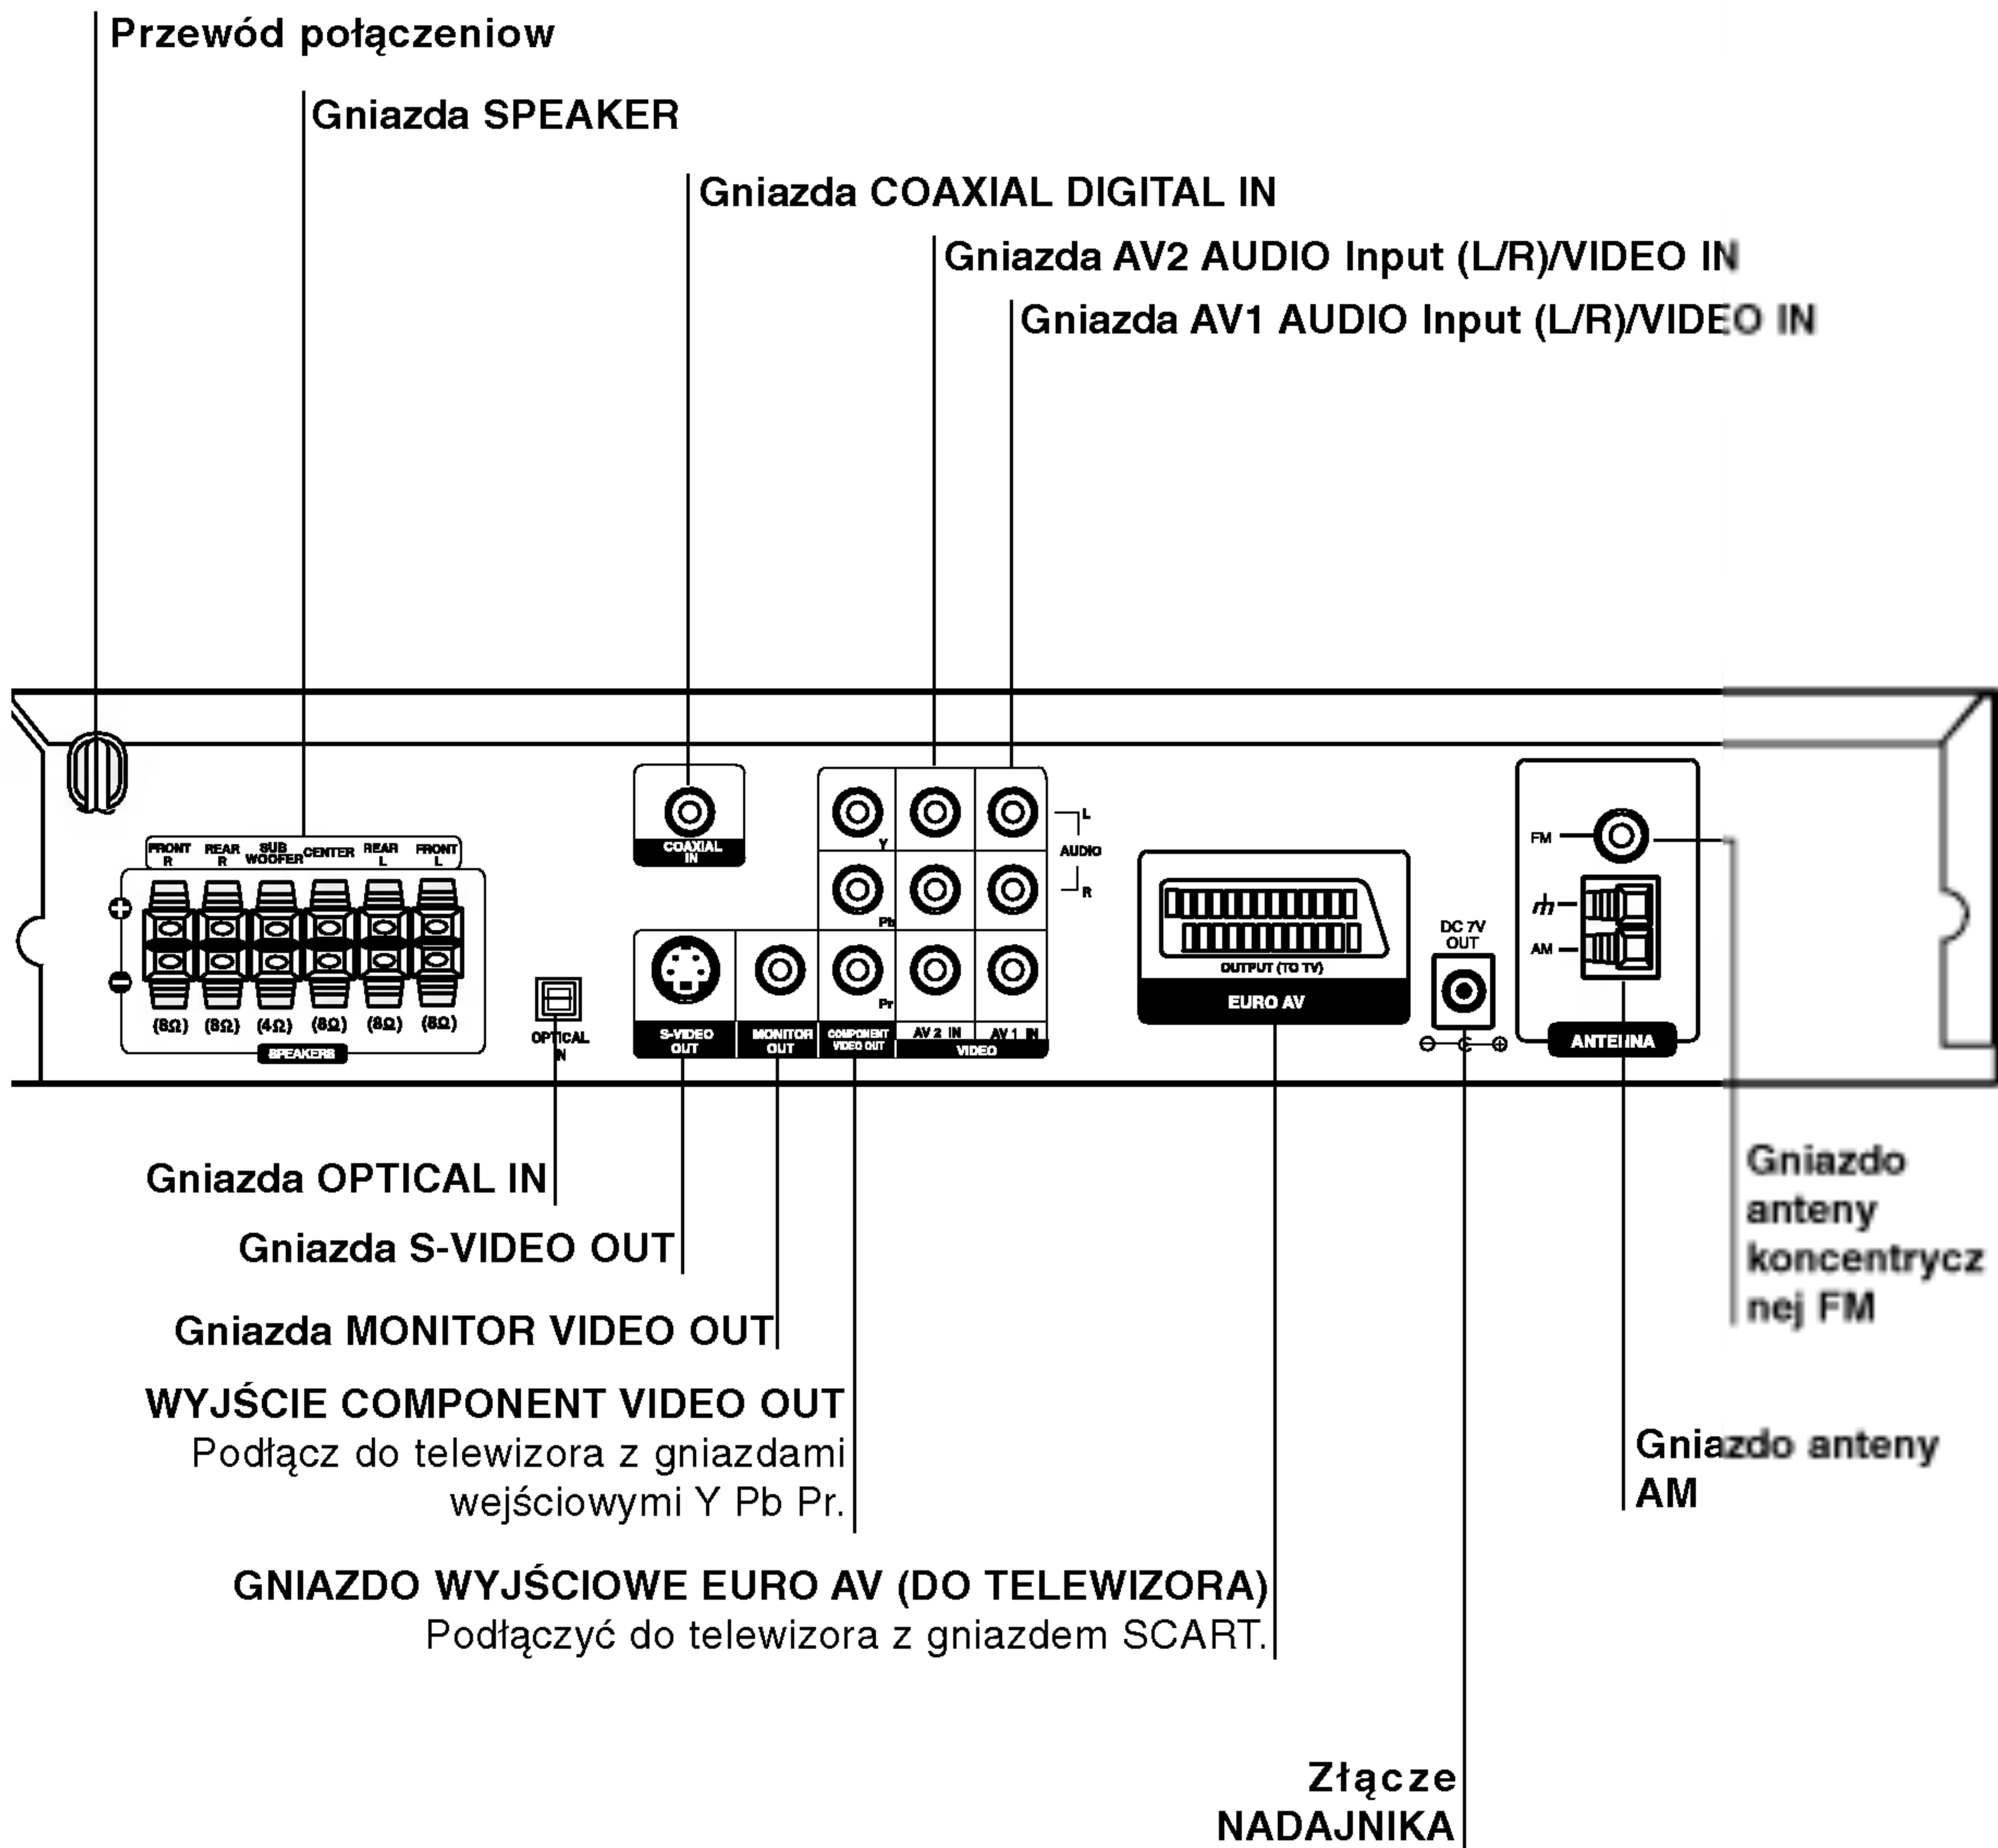 Przewód połączeniow
Gniazda SPEAKER
Gniazda COAXIAL DIGITAL IN
Gniazda AV2 AUDIO Input (L/R)/VIDEO IN
Gniazda AV1 AUDIO Input (L/R)/VIDEO IN
FRONT R
REAR R
SUB WOOFER
CENTER
REAR L
FRONT L
(8Ω) (8Ω) (4Ω) (8Ω) (8Ω) (8Ω)
SPEAKERS
OPTICAL
IN
COAXIAL
IN
Y
Pb
Pr
L
AUDIO
R
S-VIDEO
OUT
MONITOR
OUT
COMPONENT
VIDEO OUT
AV 2 IN
AV 1 IN
VIDEO
OUTPUT (TO TV)
EURO AV
DC 7V
OUT
FM
AM
ANTENNA
Gniazda OPTICAL IN
Gniazda S-VIDEO OUT
Gniazda MONITOR VIDEO OUT
WYJŚCIE COMPONENT VIDEO OUT
Podłącz do telewizora z gniazdami
wejściowymi Y Pb Pr.
GNIAZDO WYJŚCIOWE EURO AV (DO TELEWIZORA)
Podłączyć do telewizora z gniazdem SCART.
Złącze
NADAJNIKA
Gniazdo
anteny
koncentrycz
nej FM
Gniazdo anteny
AM